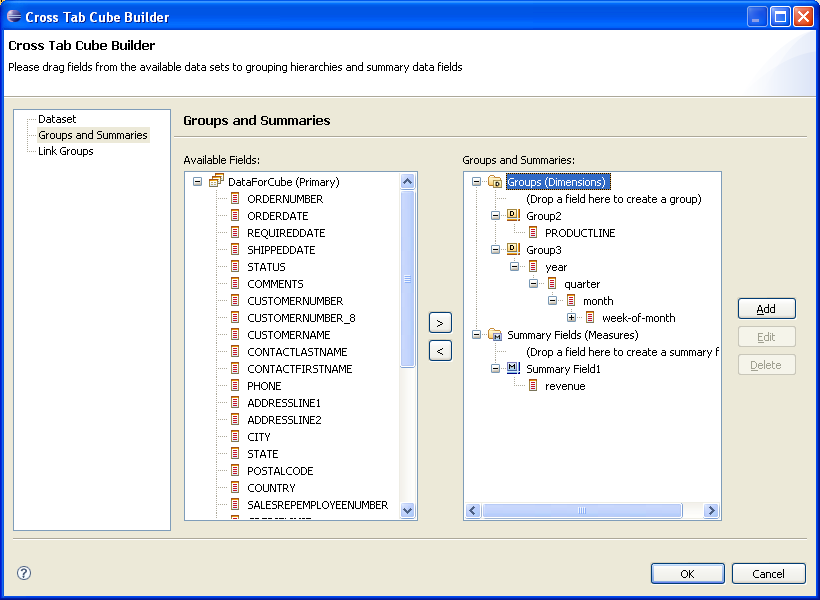 Cross Tab Cube Builder
Cross Tab Cube Builder
Please drag fields from the available data sets to grouping hierarchies and summary data fields
Dataset
Groups and Summaries
Link Groups
Groups and Summaries
Available Fields:
DataForCube (Primary)
ORDERNUMBER
ORDERDATE
REQUIREDDATE
SHIPPEDDATE
STATUS
COMMENTS
CUSTOMERNUMBER
CUSTOMERNUMBER_8
CUSTOMERNAME
CONTACTLASTNAME
CONTACTFIRSTNAME
PHONE
ADDRESSLINE1
ADDRESSLINE2
CITY
STATE
POSTALCODE
COUNTRY
SALESREPEMPLOYEENUMBER
>
<
Groups and Summaries:
Groups (Dimensions)
(Drop a field here to create a group)
Group2
PRODUCTLINE
Group3
year
quarter
month
week-of-month
Summary Fields (Measures)
(Drop a field here to create a summary f
Summary Field1
revenue
Add
Edit
Delete
?
OK
Cancel